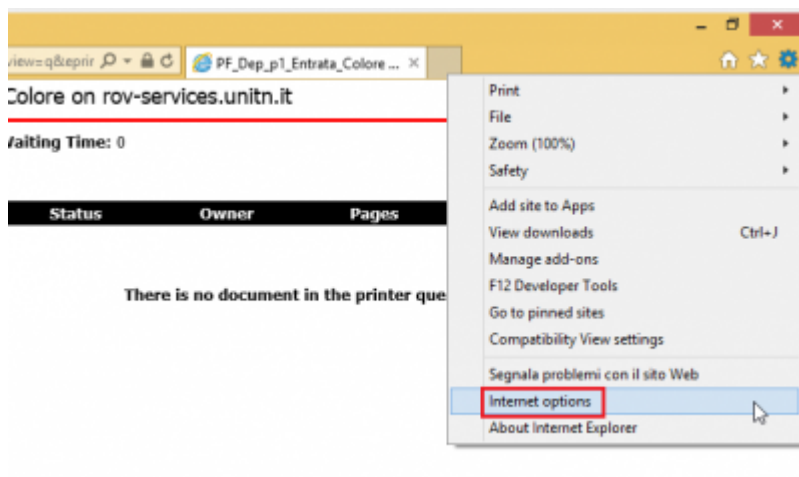 view=q&eprir
PF_Dep_p1_Entrata_Colore ...
Colore on rov-services.unitn.it
Waiting Time: 0
Status Owner Pages
There is no document in the printer que
Print
File
Zoom (100%)
Safety
Add site to Apps
View downloads Ctrl+J
Manage add-ons
F12 Developer Tools
Go to pinned sites
Compatibility View settings
Segnala problemi con il sito Web
Internet options
About Internet Explorer